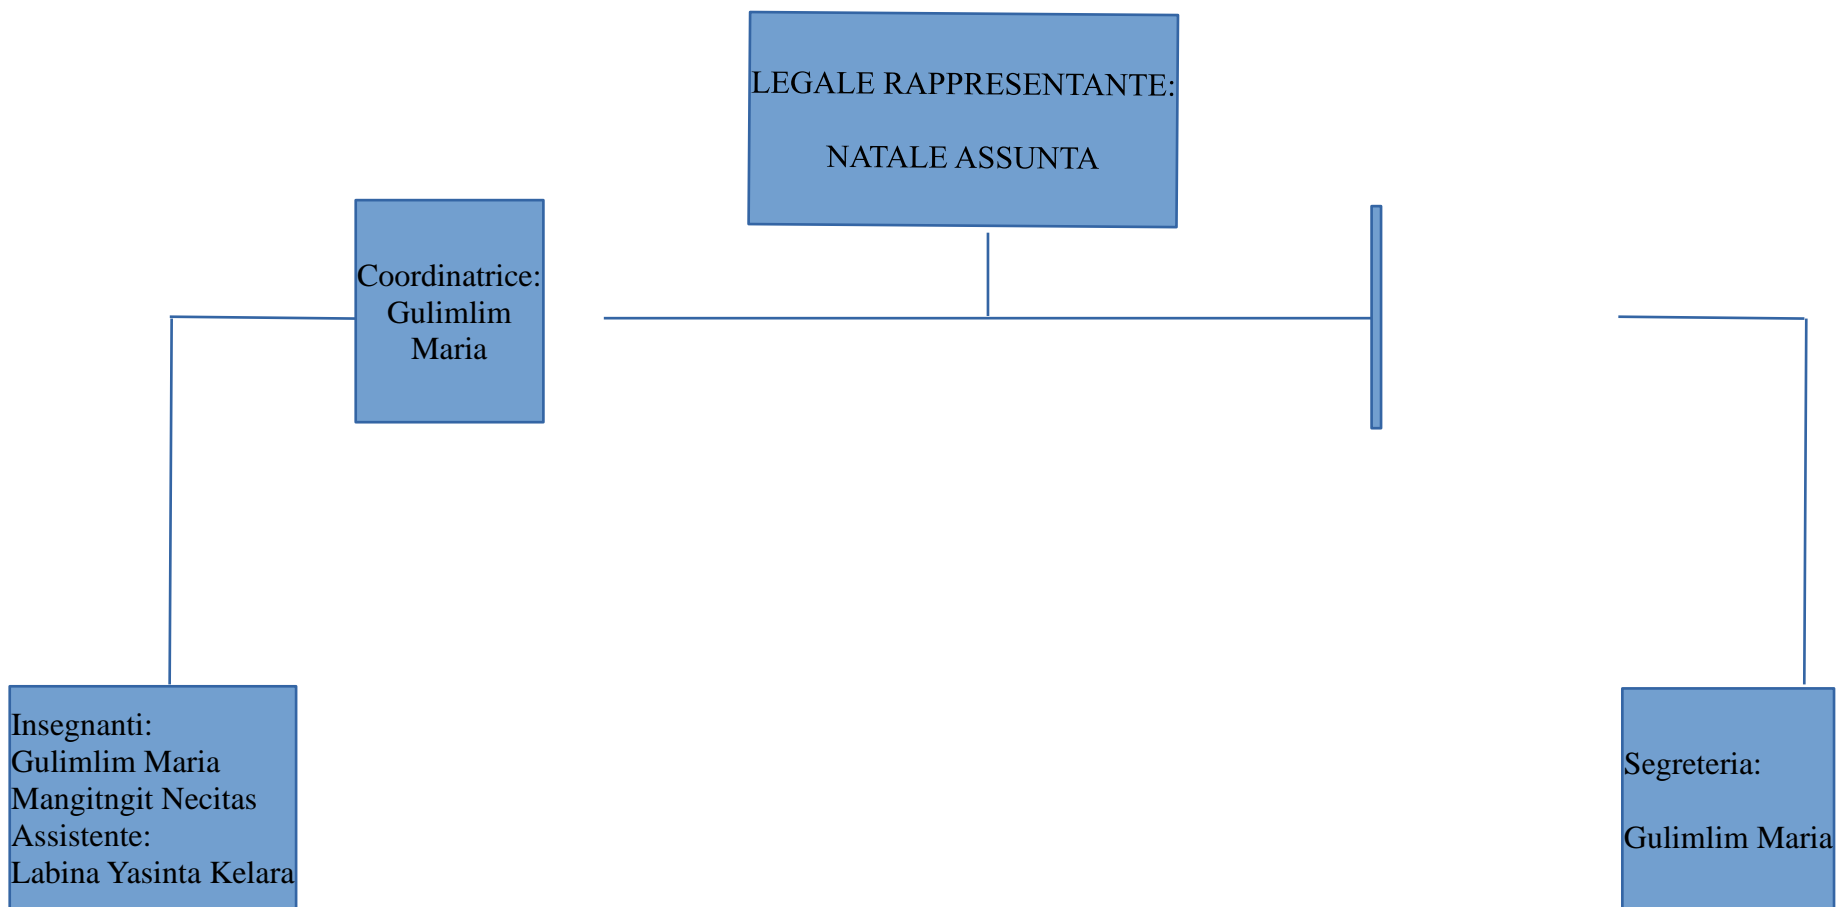 LEGALE RAPPRESENTANTE:
NATALE ASSUNTA
Coordinatrice:
Gulimlim
Maria
Insegnanti:
Gulimlim Maria
Mangitngit Necitas
Assistente:
Labina Yasinta Kelara
Segreteria:
Gulimlim Maria